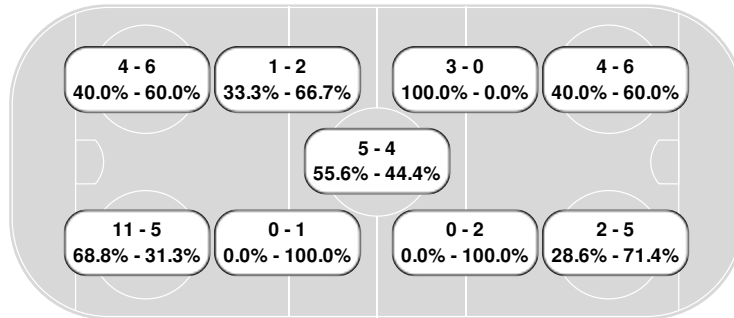 4 - 6
40.0% - 60.0%
1 - 2
33.3% - 66.7%
3 - 0
100.0% - 0.0%
4 - 6
40.0% - 60.0%
5 - 4
55.6% - 44.4%
11 - 5
68.8% - 31.3%
0 - 1
0.0% - 100.0%
0 - 2
0.0% - 100.0%
2 - 5
28.6% - 71.4%